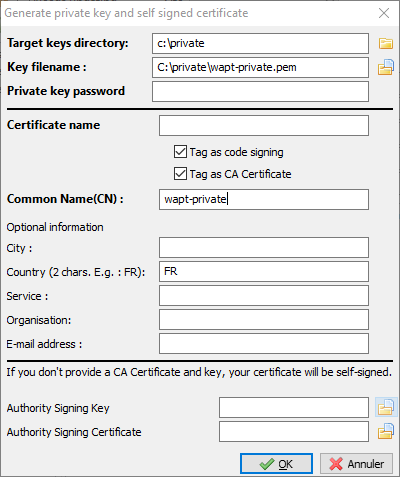 Generate private key and self signed certificate
Target keys directory: c:\private
Key filename : C:\private\wapt-private.pem
Private key password
Certificate name
Tag as code signing
Tag as CA Certificate
Common Name(CN) : wapt-private
Optional information
City :
Country (2 chars. E.g. : FR): FR
Service :
Organisation:
E-mail address :
If you don't provide a CA Certificate and key, your certificate will be self-signed.
Authority Signing Key
Authority Signing Certificate
OK Annuler